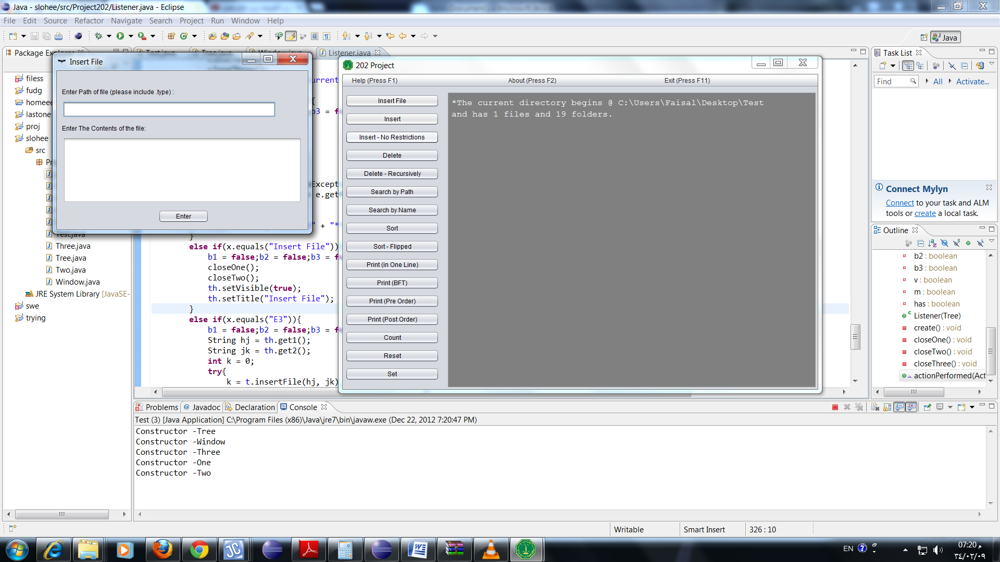 Java - slohee/src/Project202/Listener.java - Eclipse
File Edit Source Refactor Navigate Search Project Run Window Help
Java
Package
Listener.java
filess
fudg
lastone
proj
slohee
src
Test.java
Three.java
Tree.java
Two.java
Window.java
JRE System Library [JavaSE-
swe
trying
Insert File
Enter Path of file (please include .type) :
Enter The Contents of the file:
Enter
else if(x.equals("Insert File"))
b1 = false;b2 = false;b3 =
closeOne();
closeTwo();
th.setVisible(true);
th.setTitle("Insert File");
}
else if(x.equals("E3")){
b1 = false;b2 = false;b3 =
String hj = th.get1();
String jk = th.get2();
int k = 0;
try{
k = t.insertFile(hj, jk)
202 Project
Help (Press F1) About (Press F2) Exit (Press F11)
Insert File
Insert
Insert - No Restrictions
Delete
Delete - Recursively
Search by Path
Search by Name
Sort
Sort - Flipped
Print (in One Line)
Print (BFT)
Print (Pre Order)
Print (Post Order)
Count
Reset
Set
*The current directory begins @ C:\Users\Faisal\Desktop\Test
and has 1 files and 19 folders.
Task List
Find All Activate...
Connect Mylyn
Connect to your task and ALM
tools or create a local task.
Outline
b2 : boolean
b3 : boolean
v : boolean
m : boolean
has : boolean
Listener(Tree)
create() : void
closeOne() : void
closeTwo() : void
closeThree() : void
actionPerformed(Act
Problems @ Javadoc Declaration Console
Test (3) [Java Application] C:\Program Files (x86)\Java\jre7\bin\javaw.exe (Dec 22, 2012 7:20:47 PM)
Constructor -Tree
Constructor -Window
Constructor -Three
Constructor -One
Constructor -Two
Writable Smart Insert 326 : 10
EN
07:20 م
٣٤/٠٢/٠٩